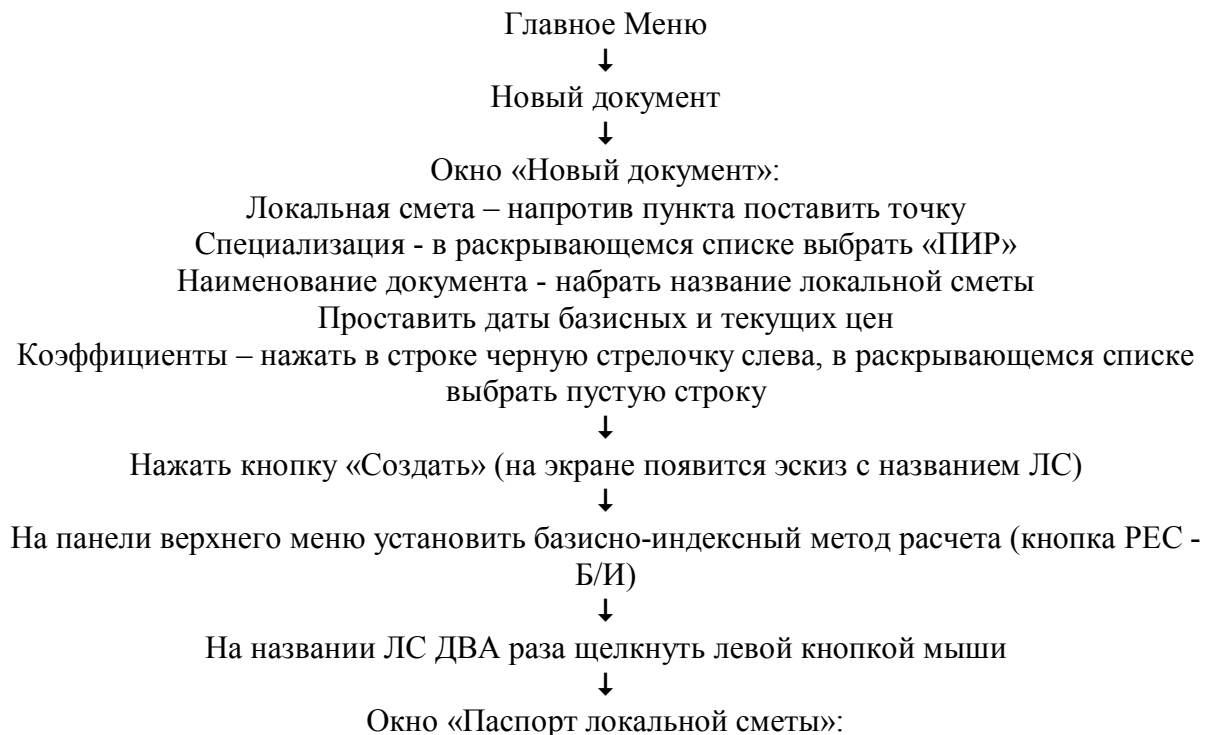 Главное Меню
↓
Новый документ
↓
Окно «Новый документ»:
Локальная смета – напротив пункта поставить точку
Специализация - в раскрывающемся списке выбрать «ПИР»
Наименование документа - набрать название локальной сметы
Проставить даты базисных и текущих цен
Коэффициенты – нажать в строке черную стрелочку слева, в раскрывающемся списке
выбрать пустую строку
↓
Нажать кнопку «Создать» (на экране появится эскиз с названием ЛС)
↓
На панели верхнего меню установить базисно-индексный метод расчета (кнопка РЕС -
Б/И)
↓
На названии ЛС ДВА раза щелкнуть левой кнопкой мыши
↓
Окно «Паспорт локальной сметы»: